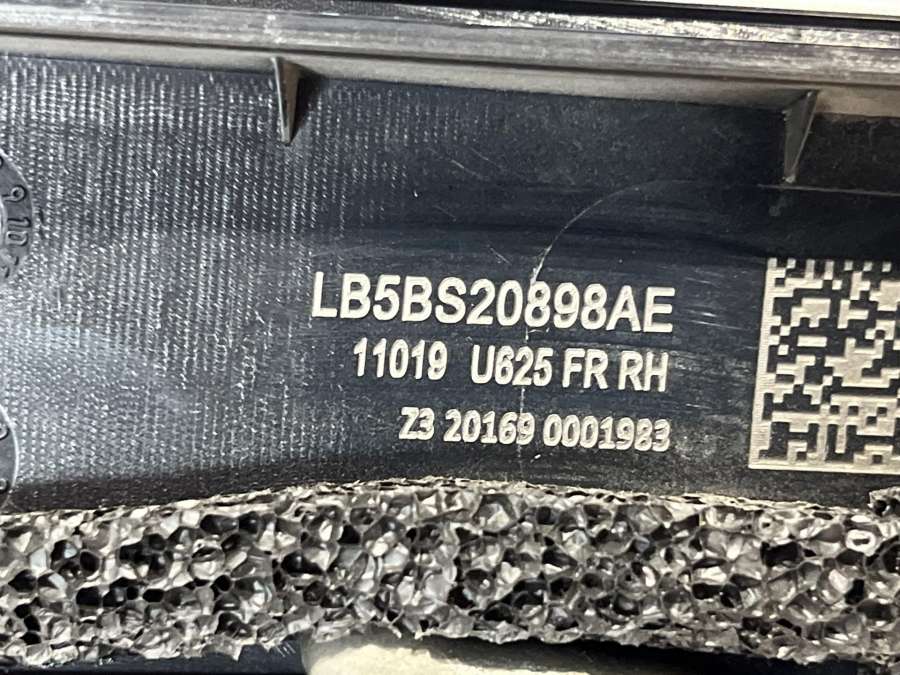 LB5BS20898AE
11019 U625 FR RH
Z3 20169 0001983